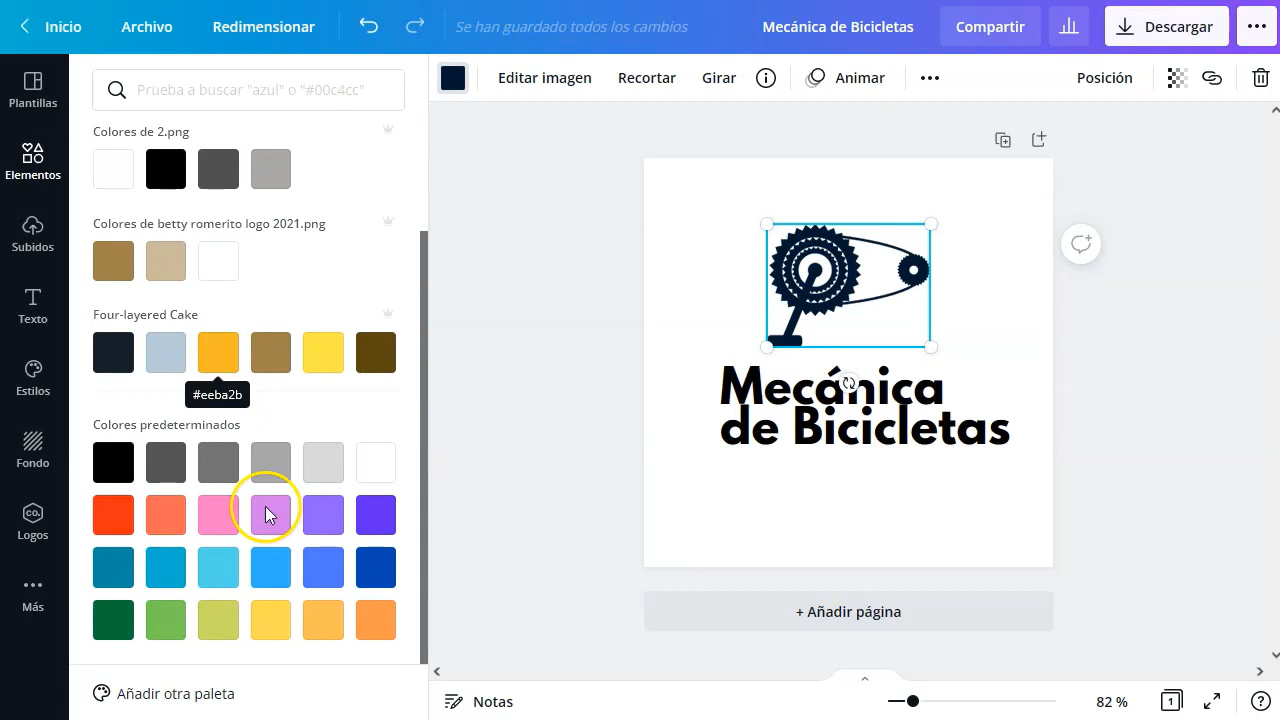 Inicio
Archivo
Redimensionar
Se han guardado todos los cambios
Mecánica de Bicicletas
Compartir
Descargar
Plantillas
Elementos
Subidos
Texto
Estilos
Fondo
CO.
Logos
Más
Prueba a buscar "azul" o "#00c4cc"
Colores de 2.png
Colores de betty romerito logo 2021.png
Four-layered Cake
#eeba2b
Colores predeterminados
Añadir otra paleta
Editar imagen
Recortar
Girar
Animar
Posición
Mecánica
de Bicicletas
+ Añadir página
Notas
82 %
1